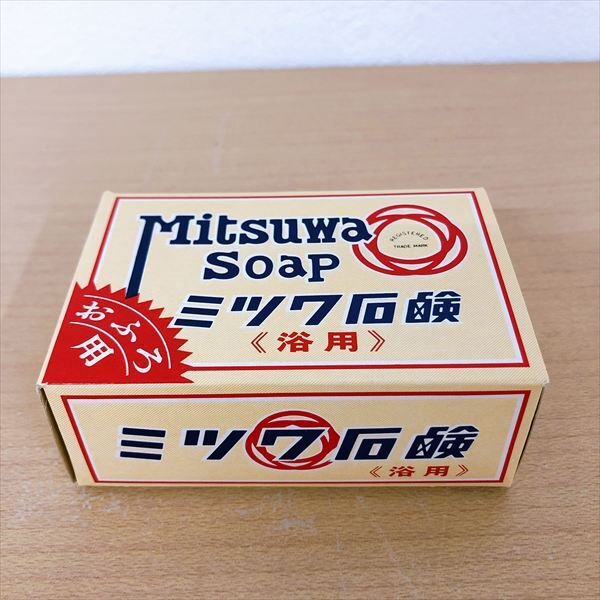 Mitsuwa
Soap
REGISTERED
TRADE MARK
ミツワ石鹸
《浴用》
おふろ
用
ミツワ石鹸
《浴用》